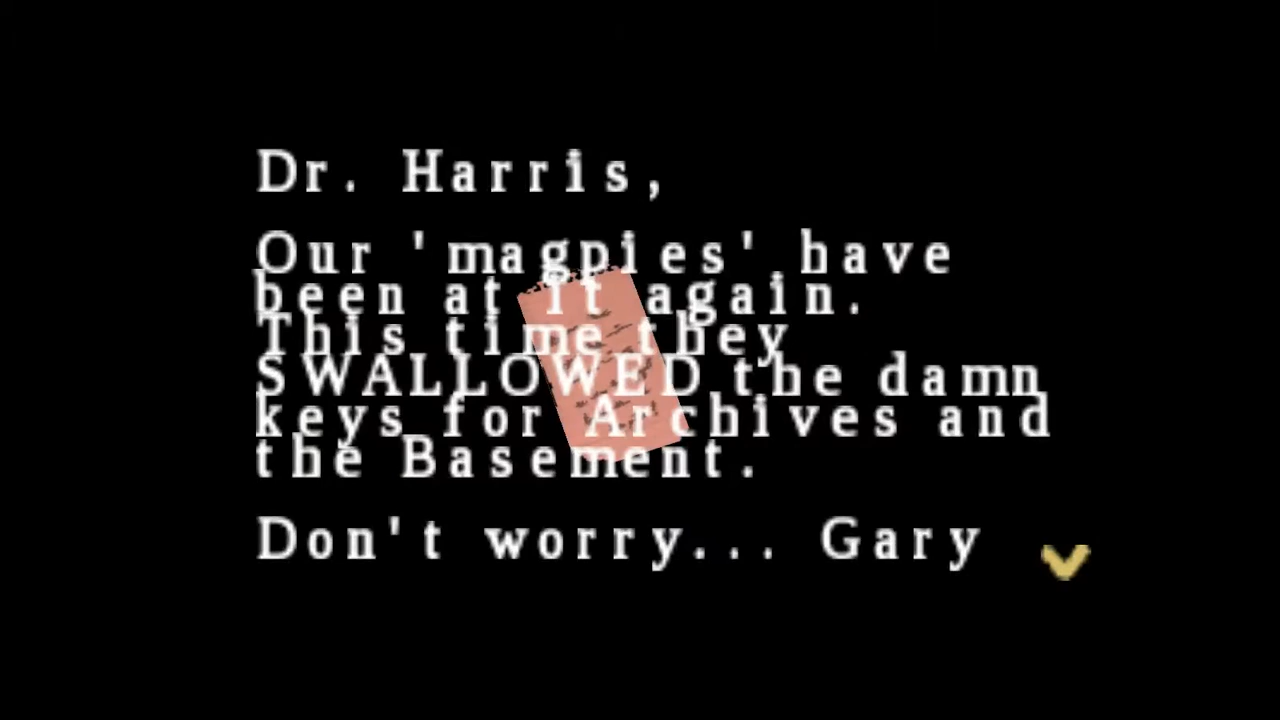 Dr. Harris,
Our 'magpies' have
been at it again.
This time they
SWALLOWED the damn
keys for Archives and
the Basement.
Don't worry... Gary